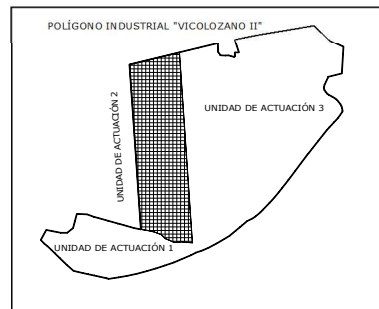 POLÍGONO INDUSTRIAL "VICOLOZANO II"
UNIDAD DE ACTUACIÓN 3
UNIDAD DE ACTUACIÓN 2
UNIDAD DE ACTUACIÓN 1